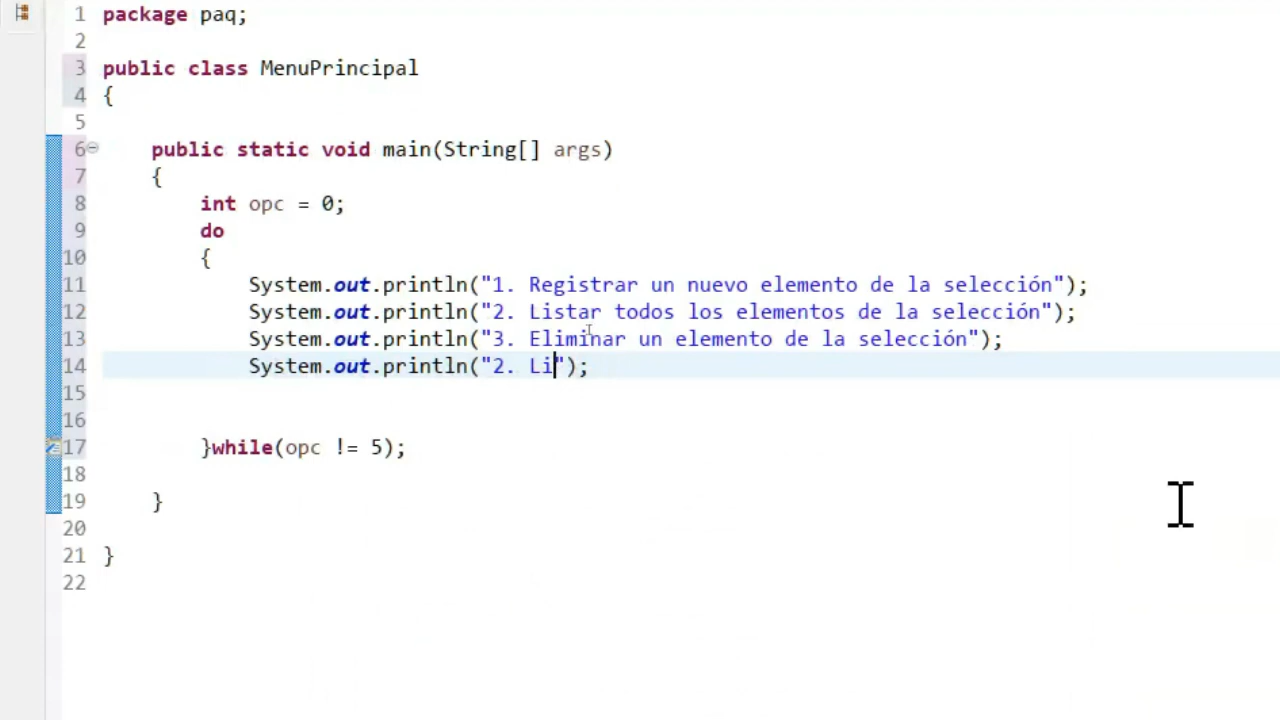 1 package paq;
2
3 public class MenuPrincipal
4 {
5
6 public static void main(String[] args)
7 {
8 int opc = 0;
9 do
10 {
11 System.out.println("1. Registrar un nuevo elemento de la selección");
12 System.out.println("2. Listar todos los elementos de la selección");
13 System.out.println("3. Eliminar un elemento de la selección");
14 System.out.println("2. Li");
15
16
17 }while(opc != 5);
18
19 }
20
21 }
22